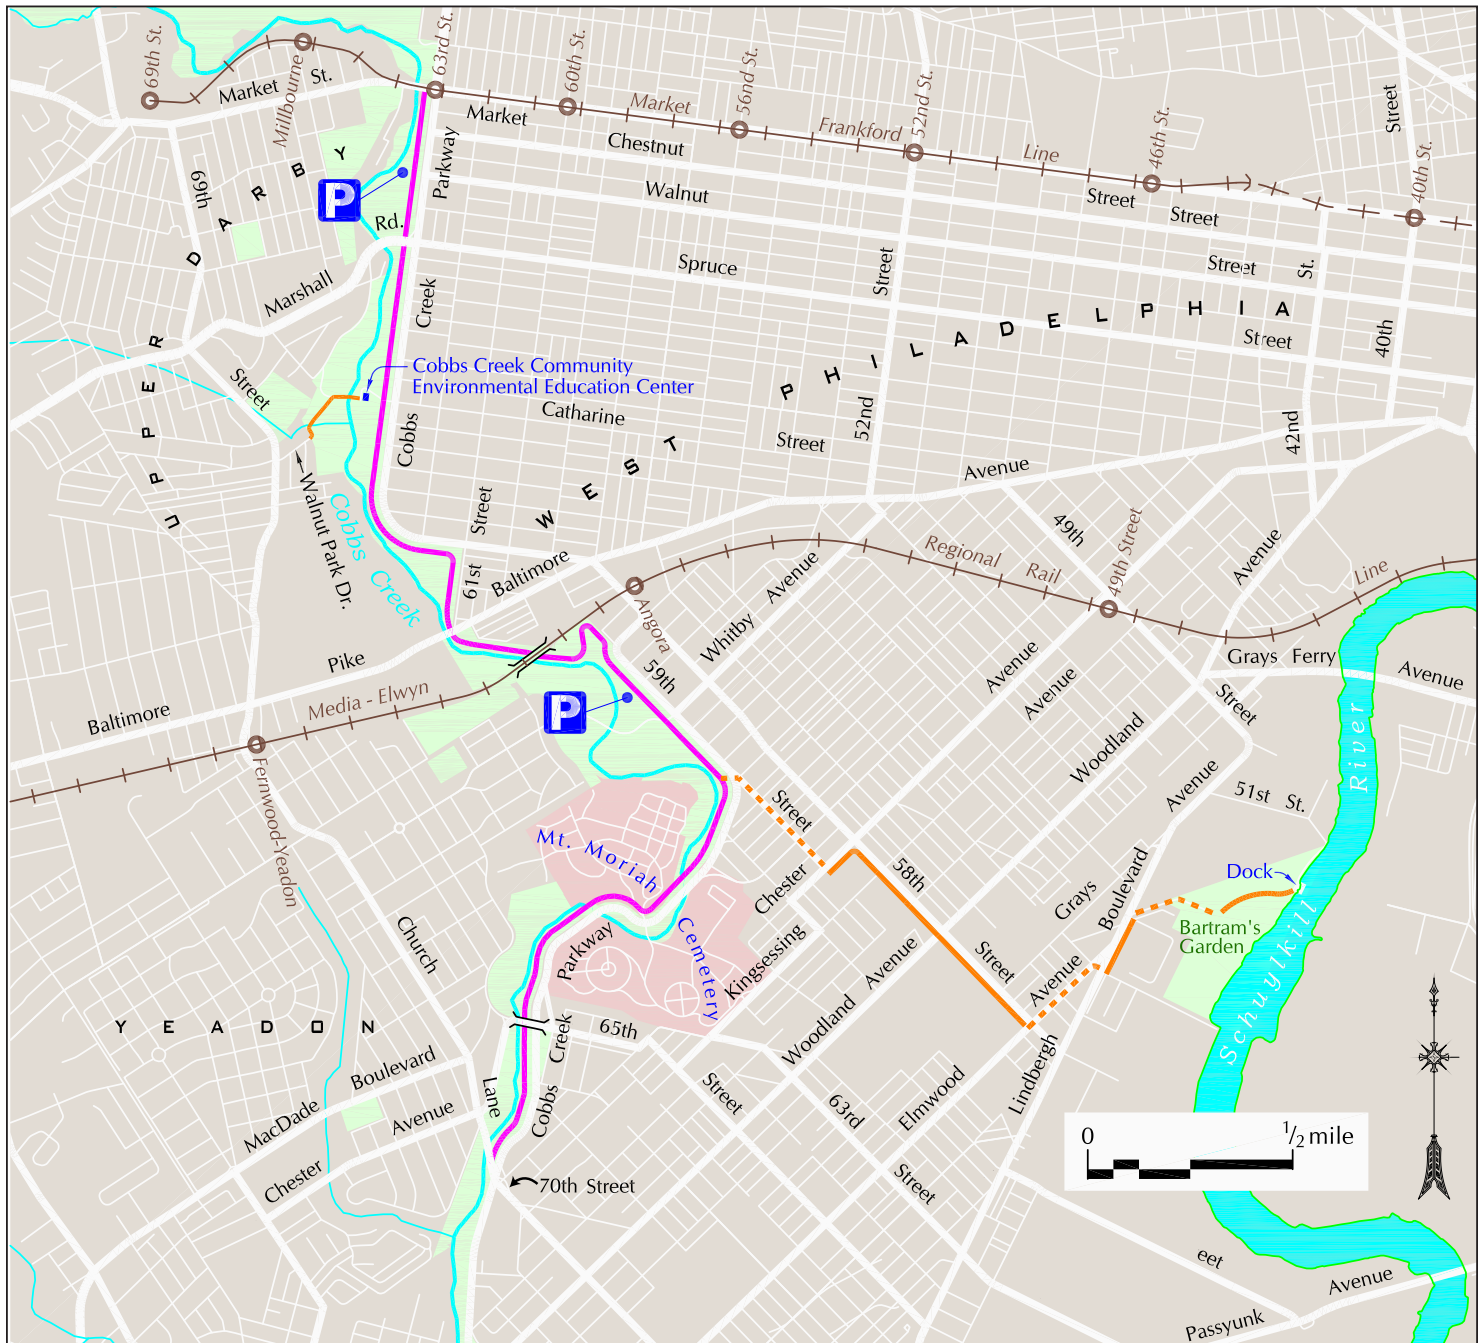 69th St.
Millbourne
63rd St.
60th St.
56nd St.
52nd St.
46th St.
40th St.
Market St.
Market Frankford Line
Market
Street
Chestnut
Street
Walnut
Street
Parkway
Street
69th
UPPER DARBY
P
Rd.
Marshall
Spruce
Street
Street
St.
WEST PHILADELPHIA
Creek
40th
Cobbs Creek Community
Environmental Education Center
Street
Catharine
Street
52nd
42nd
Cobbs
Avenue
Walnut Park Dr.
Cobbs Creek
Street
61st
Baltimore
49th
49th Street
Avenue
Regional Rail Line
Angora
Avenue
Whitby
Pike
Baltimore
Media - Elwyn
59th
Avenue
Avenue
Grays Ferry
Avenue
Street
P
Woodland
Fernwood-Yeadon
Avenue
51st St.
River
Street
Mt. Moriah
Cemetery
58th
Chester
Grays
Boulevard
Dock
Bartram's
Garden
Church
Parkway
Kingsessing
Avenue
Street
Avenue
Schuylkill
YEADON
65th
Creek
Woodland
Boulevard
MacDade
Lane
Cobbs
Avenue
Chester
Street
63rd
Elmwood
Lindbergh
Street
0 1/2 mile
70th Street
eet
Avenue
Passyunk